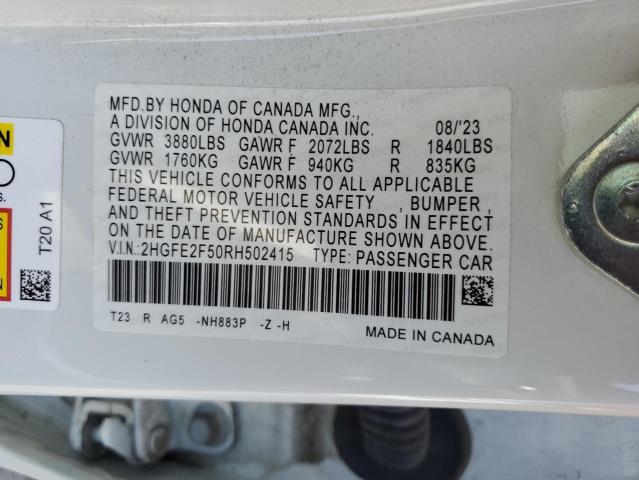 MFD.BY HONDA OF CANADA MFG.,
A DIVISION OF HONDA CANADA INC. 08/'23
GVWR 3880LBS GAWR F 2072LBS R 1840LBS
GVWR 1760KG GAWR F 940KG R 835KG
THIS VEHICLE CONFORMS TO ALL APPLICABLE
FEDERAL MOTOR VEHICLE SAFETY , BUMPER ,
AND THEFT PREVENTION STANDARDS IN EFFECT
ON THE DATE OF MANUFACTURE SHOWN ABOVE.
V.I.N.:2HGFE2F50RH502415 TYPE: PASSENGER CAR
T23 R AG5 -NH883P -Z -H
MADE IN CANADA
T20 A1
N
O
s.